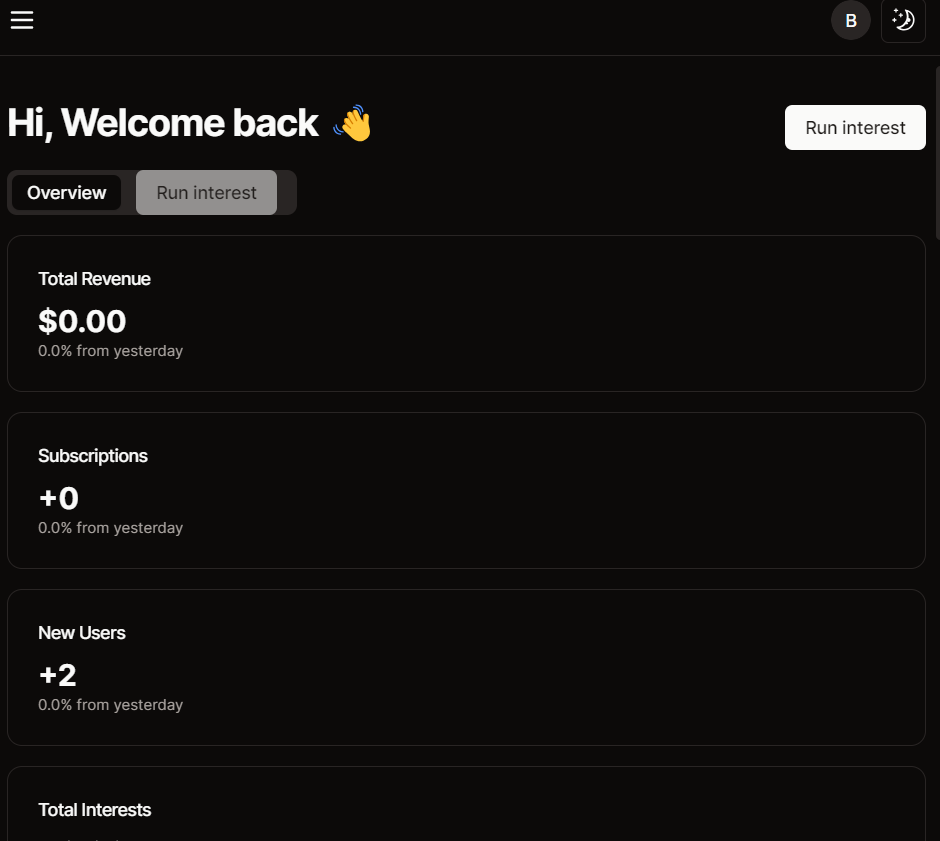 B
Hi, Welcome back 👋
Run interest
Overview
Run interest
Total Revenue
$0.00
0.0% from yesterday
Subscriptions
+0
0.0% from yesterday
New Users
+2
0.0% from yesterday
Total Interests